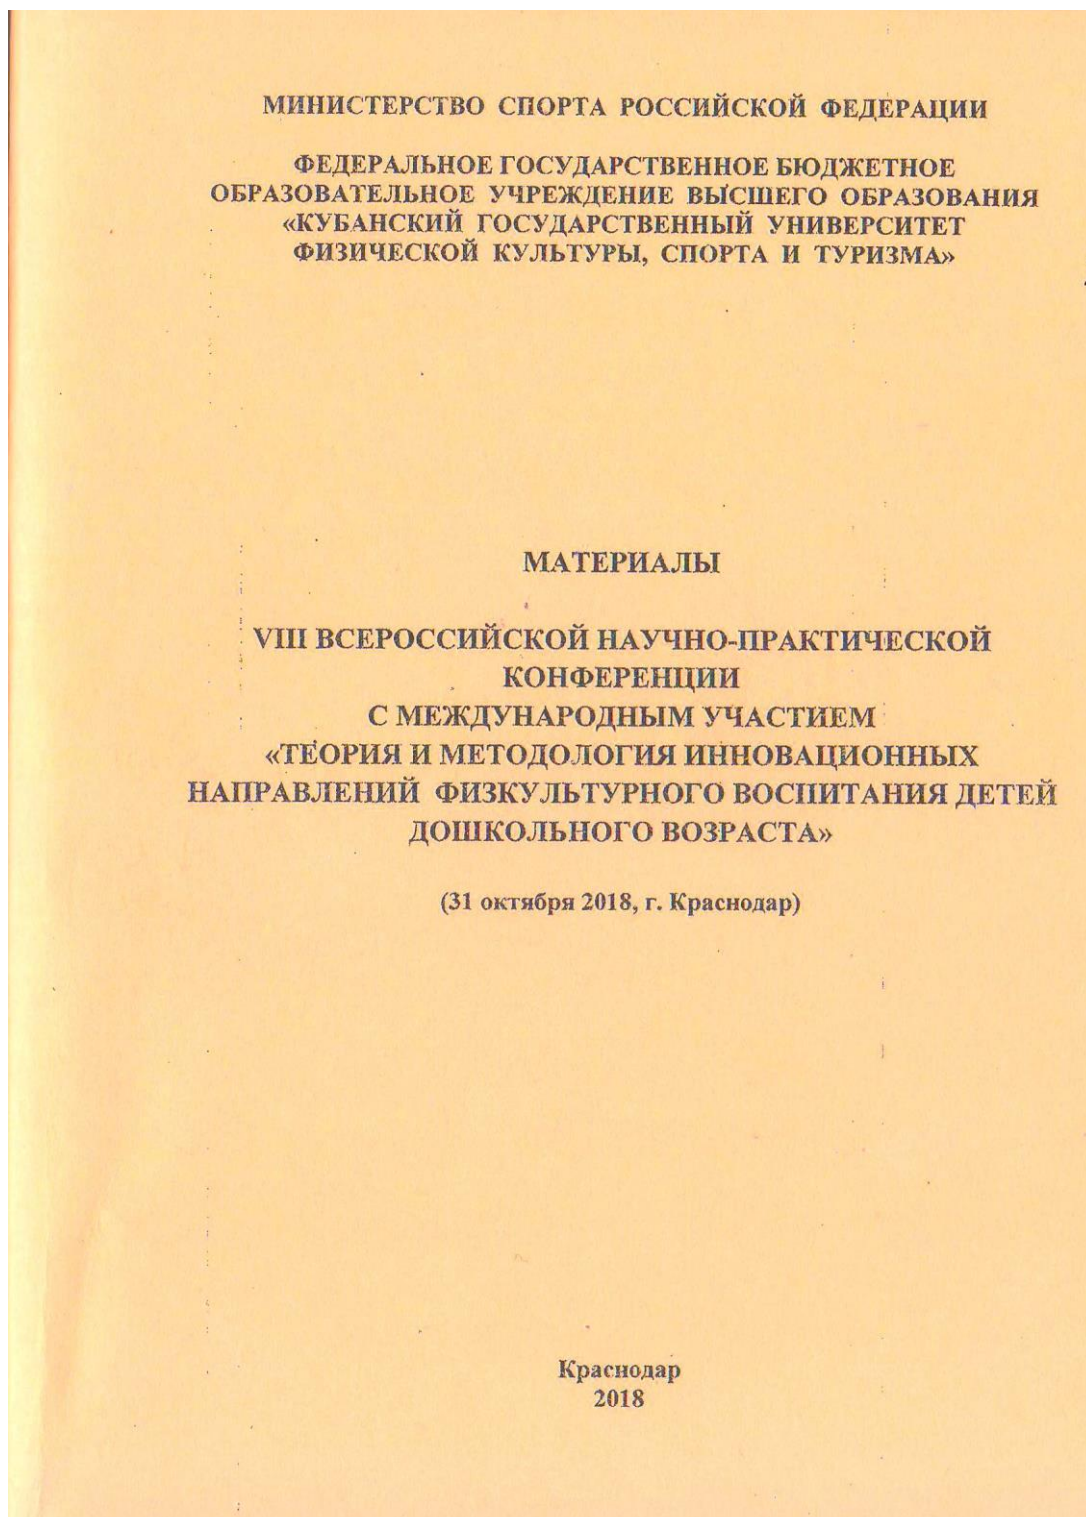 МИНИСТЕРСТВО СПОРТА РОССИЙСКОЙ ФЕДЕРАЦИИ
ФЕДЕРАЛЬНОЕ ГОСУДАРСТВЕННОЕ БЮДЖЕТНОЕ
ОБРАЗОВАТЕЛЬНОЕ УЧРЕЖДЕНИЕ ВЫСШЕГО ОБРАЗОВАНИЯ
«КУБАНСКИЙ ГОСУДАРСТВЕННЫЙ УНИВЕРСИТЕТ
ФИЗИЧЕСКОЙ КУЛЬТУРЫ, СПОРТА И ТУРИЗМА»
МАТЕРИАЛЫ
VIII ВСЕРОССИЙСКОЙ НАУЧНО-ПРАКТИЧЕСКОЙ
КОНФЕРЕНЦИИ
С МЕЖДУНАРОДНЫМ УЧАСТИЕМ
«ТЕОРИЯ И МЕТОДОЛОГИЯ ИННОВАЦИОННЫХ
НАПРАВЛЕНИЙ ФИЗКУЛЬТУРНОГО ВОСПИТАНИЯ ДЕТЕЙ
ДОШКОЛЬНОГО ВОЗРАСТА»
(31 октября 2018, г. Краснодар)
Краснодар
2018